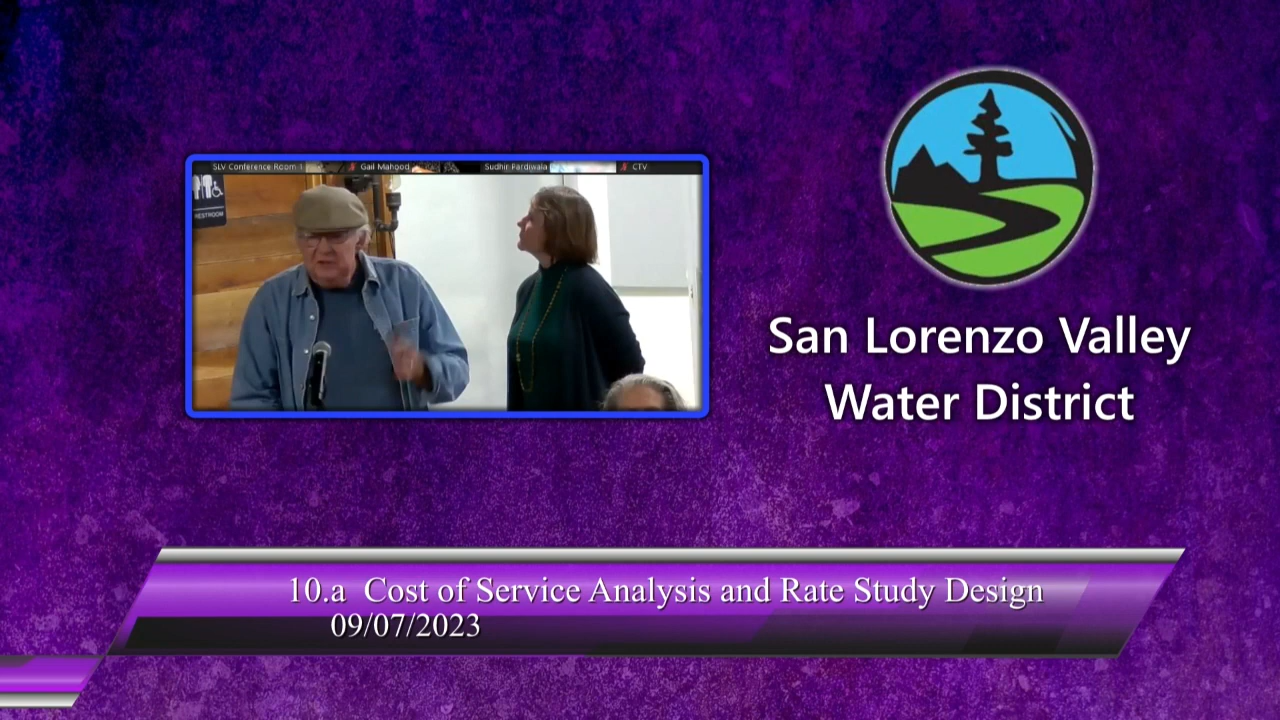 SLV Conference Room 1
Gail Mahood
Sudhir Pardiwala
CTV
RESTROOM
San Lorenzo Valley
Water District
10.a Cost of Service Analysis and Rate Study Design
09/07/2023